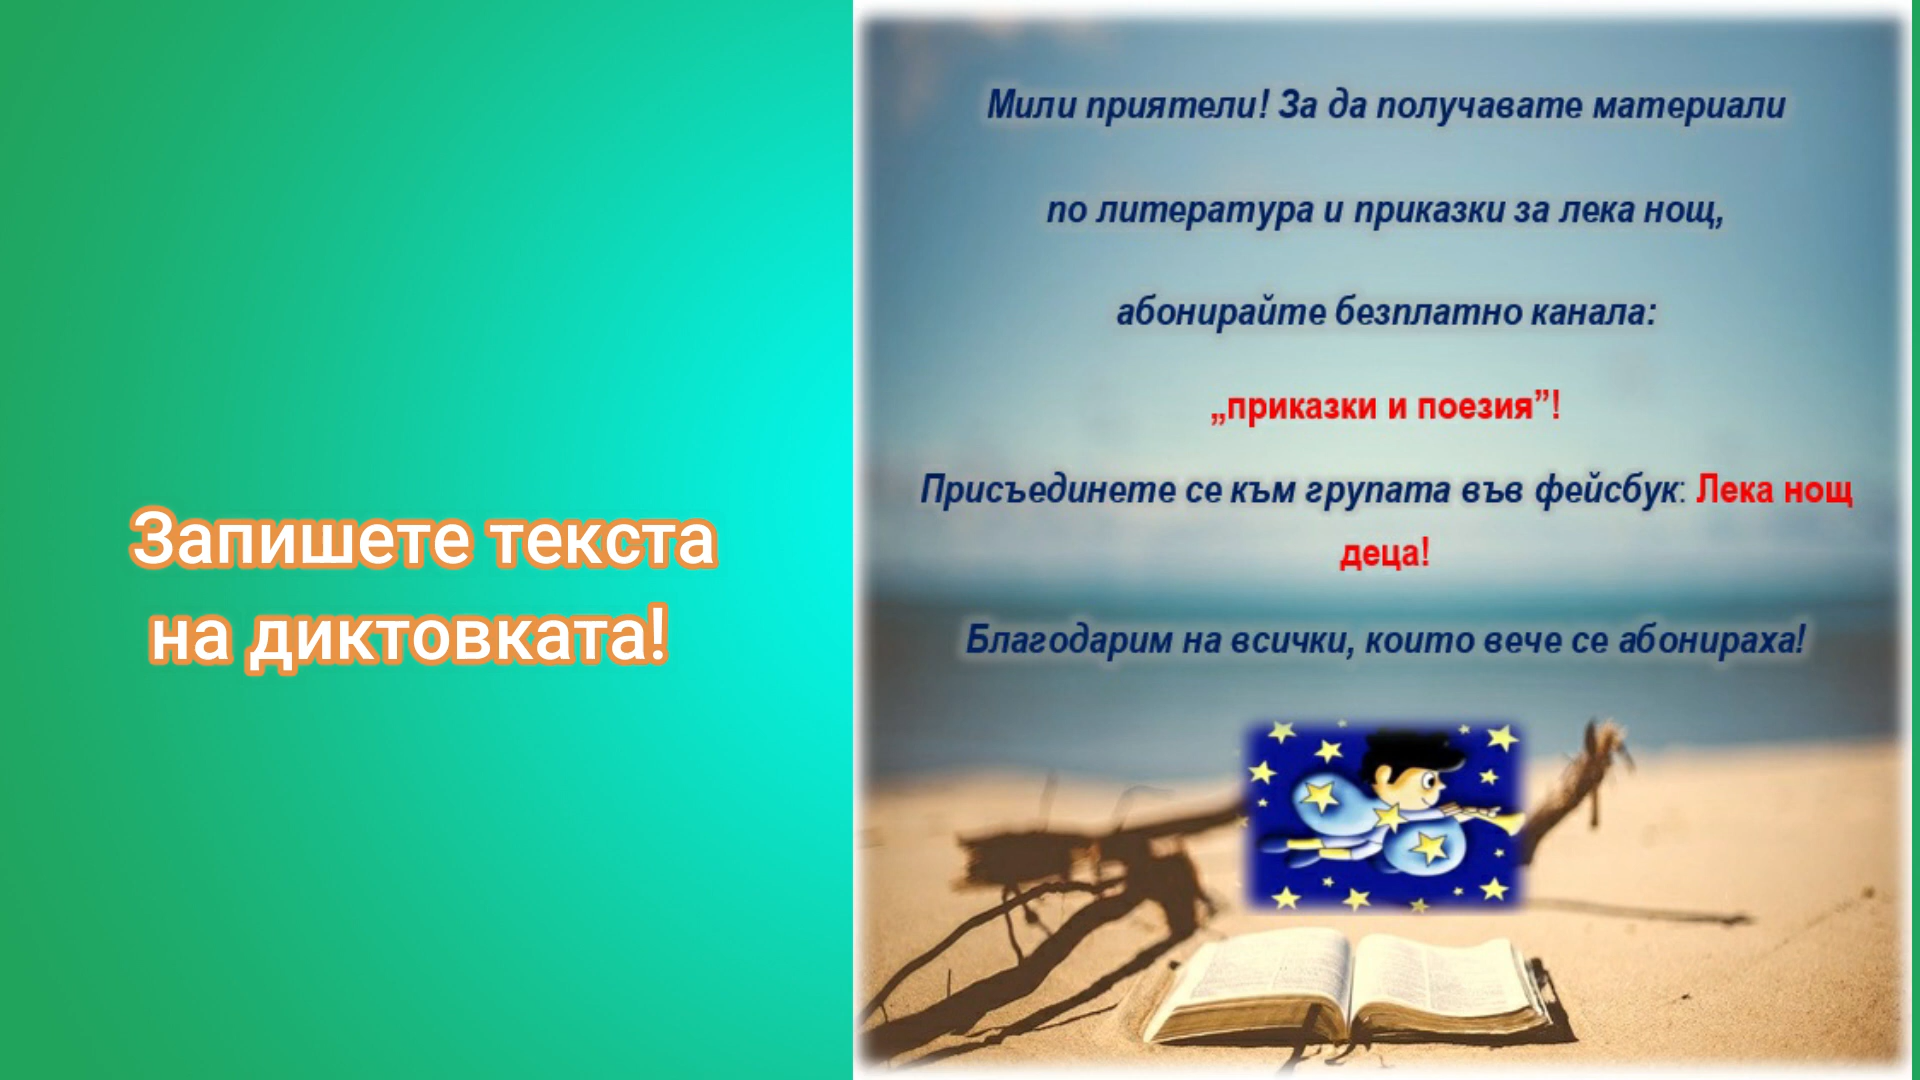 Запишете текста
на диктовката!
Мили приятели! За да получавате материали
по литература и приказки за лека нощ,
абонирайте безплатно канала:
„приказки и поезия”!
Присъединете се към групата във фейсбук: Лека нощ
деца!
Благодарим на всички, които вече се абонираха!